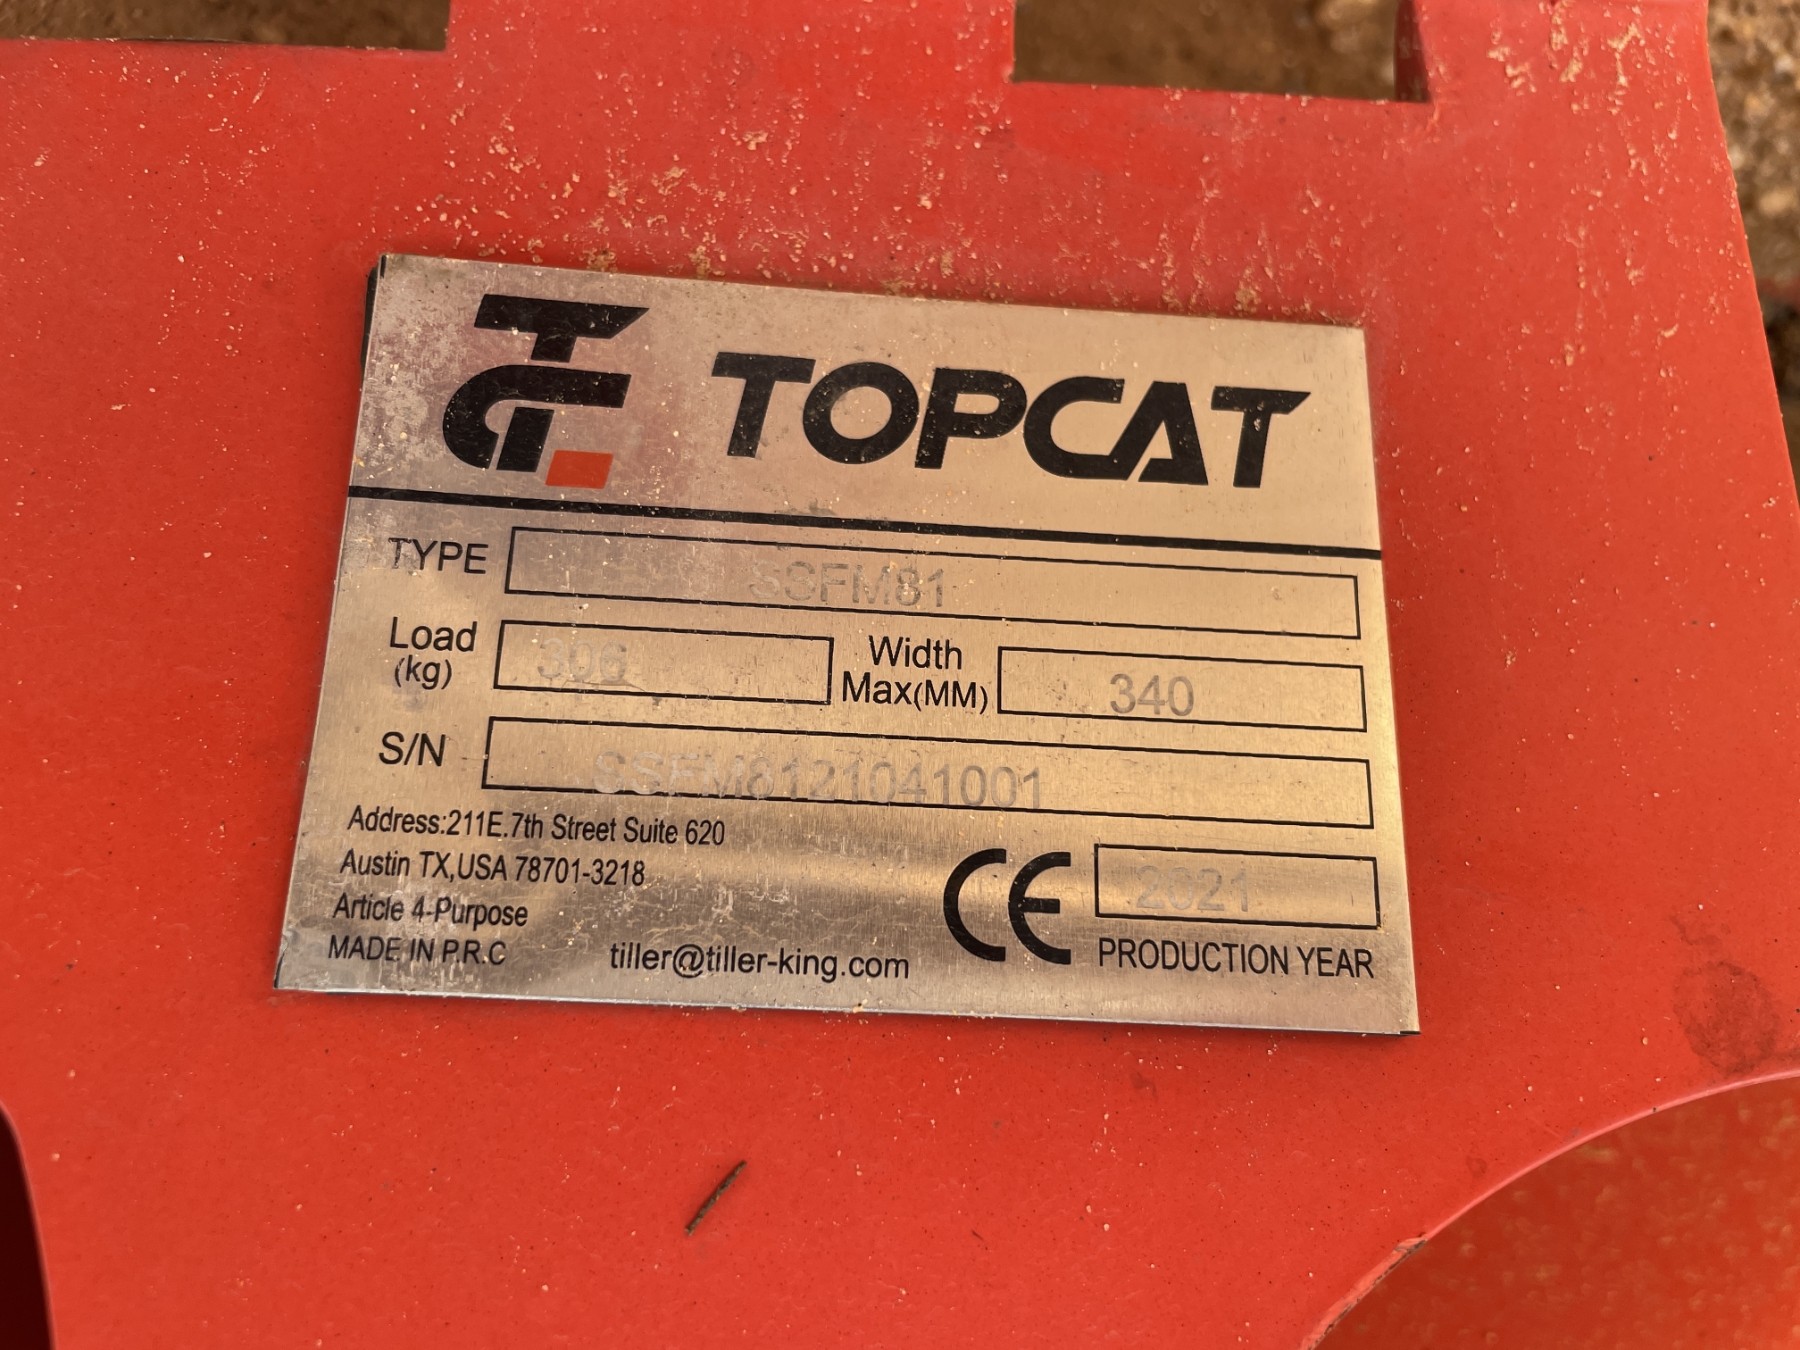 TOPCAT
TYPE SSFM81
Load (kg) 306 Width Max(MM) 340
S/N SSFM8121041001
Address:211E.7th Street Suite 620
Austin TX,USA 78701-3218
Article 4-Purpose
MADE IN P.R.C
tiller@tiller-king.com
CE
2021
PRODUCTION YEAR